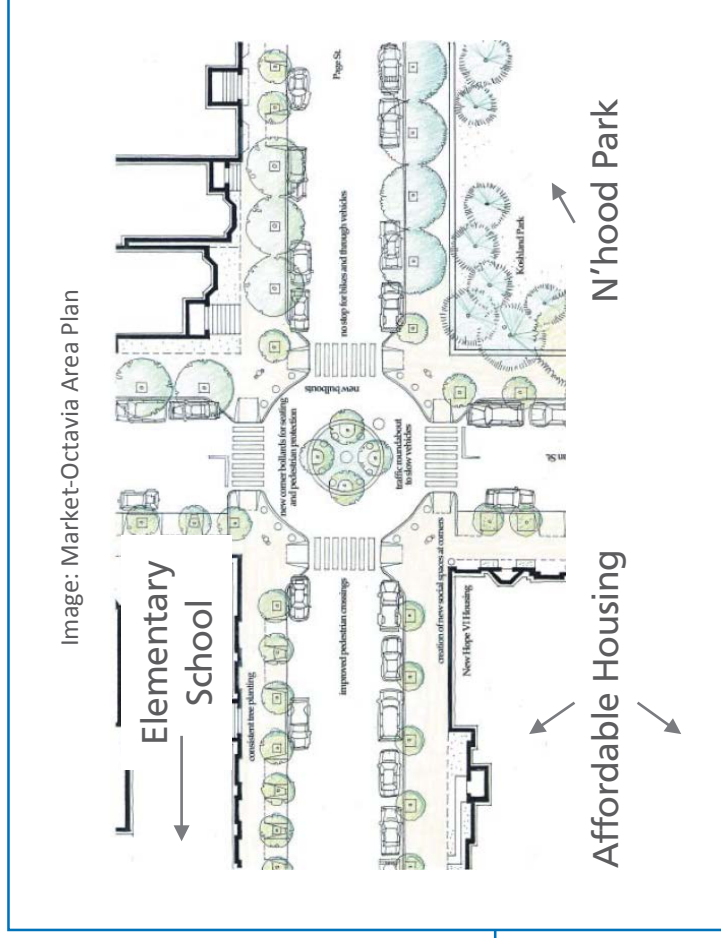 Image: Market-Octavia Area Plan
Elementary
School
consistent tree planting
new corner bollards for seating
and pedestrian protection
new bulbouts
improved pedestrian crossings
no stop for bikes and through vehicles
Page St.
traffic roundabout
to slow vehicles
creation of new social spaces at corners
New Hope VI Housing
Koshland Park
n St.
Affordable Housing
N'hood Park